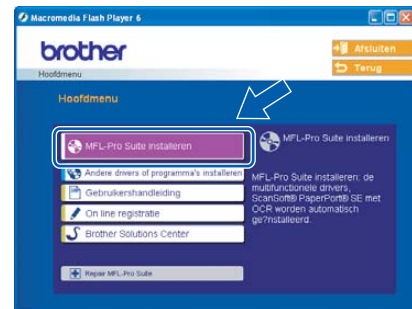 Macromedia Flash Player 6
brother
Afsluiten
Terug
Hoofdmenu
Hoofdmenu
MFL-Pro Suite installeren
Andere drivers of programma's installeren
Gebruikershandleiding
On line registratie
Brother Solutions Center
Repair MFL-Pro Suite
MFL-Pro Suite installeren
MFL-Pro Suite installeren: de
multifunctionele drivers,
ScanSoft® PaperPort® SE met
OCR worden automatisch
ge?nstalleerd.